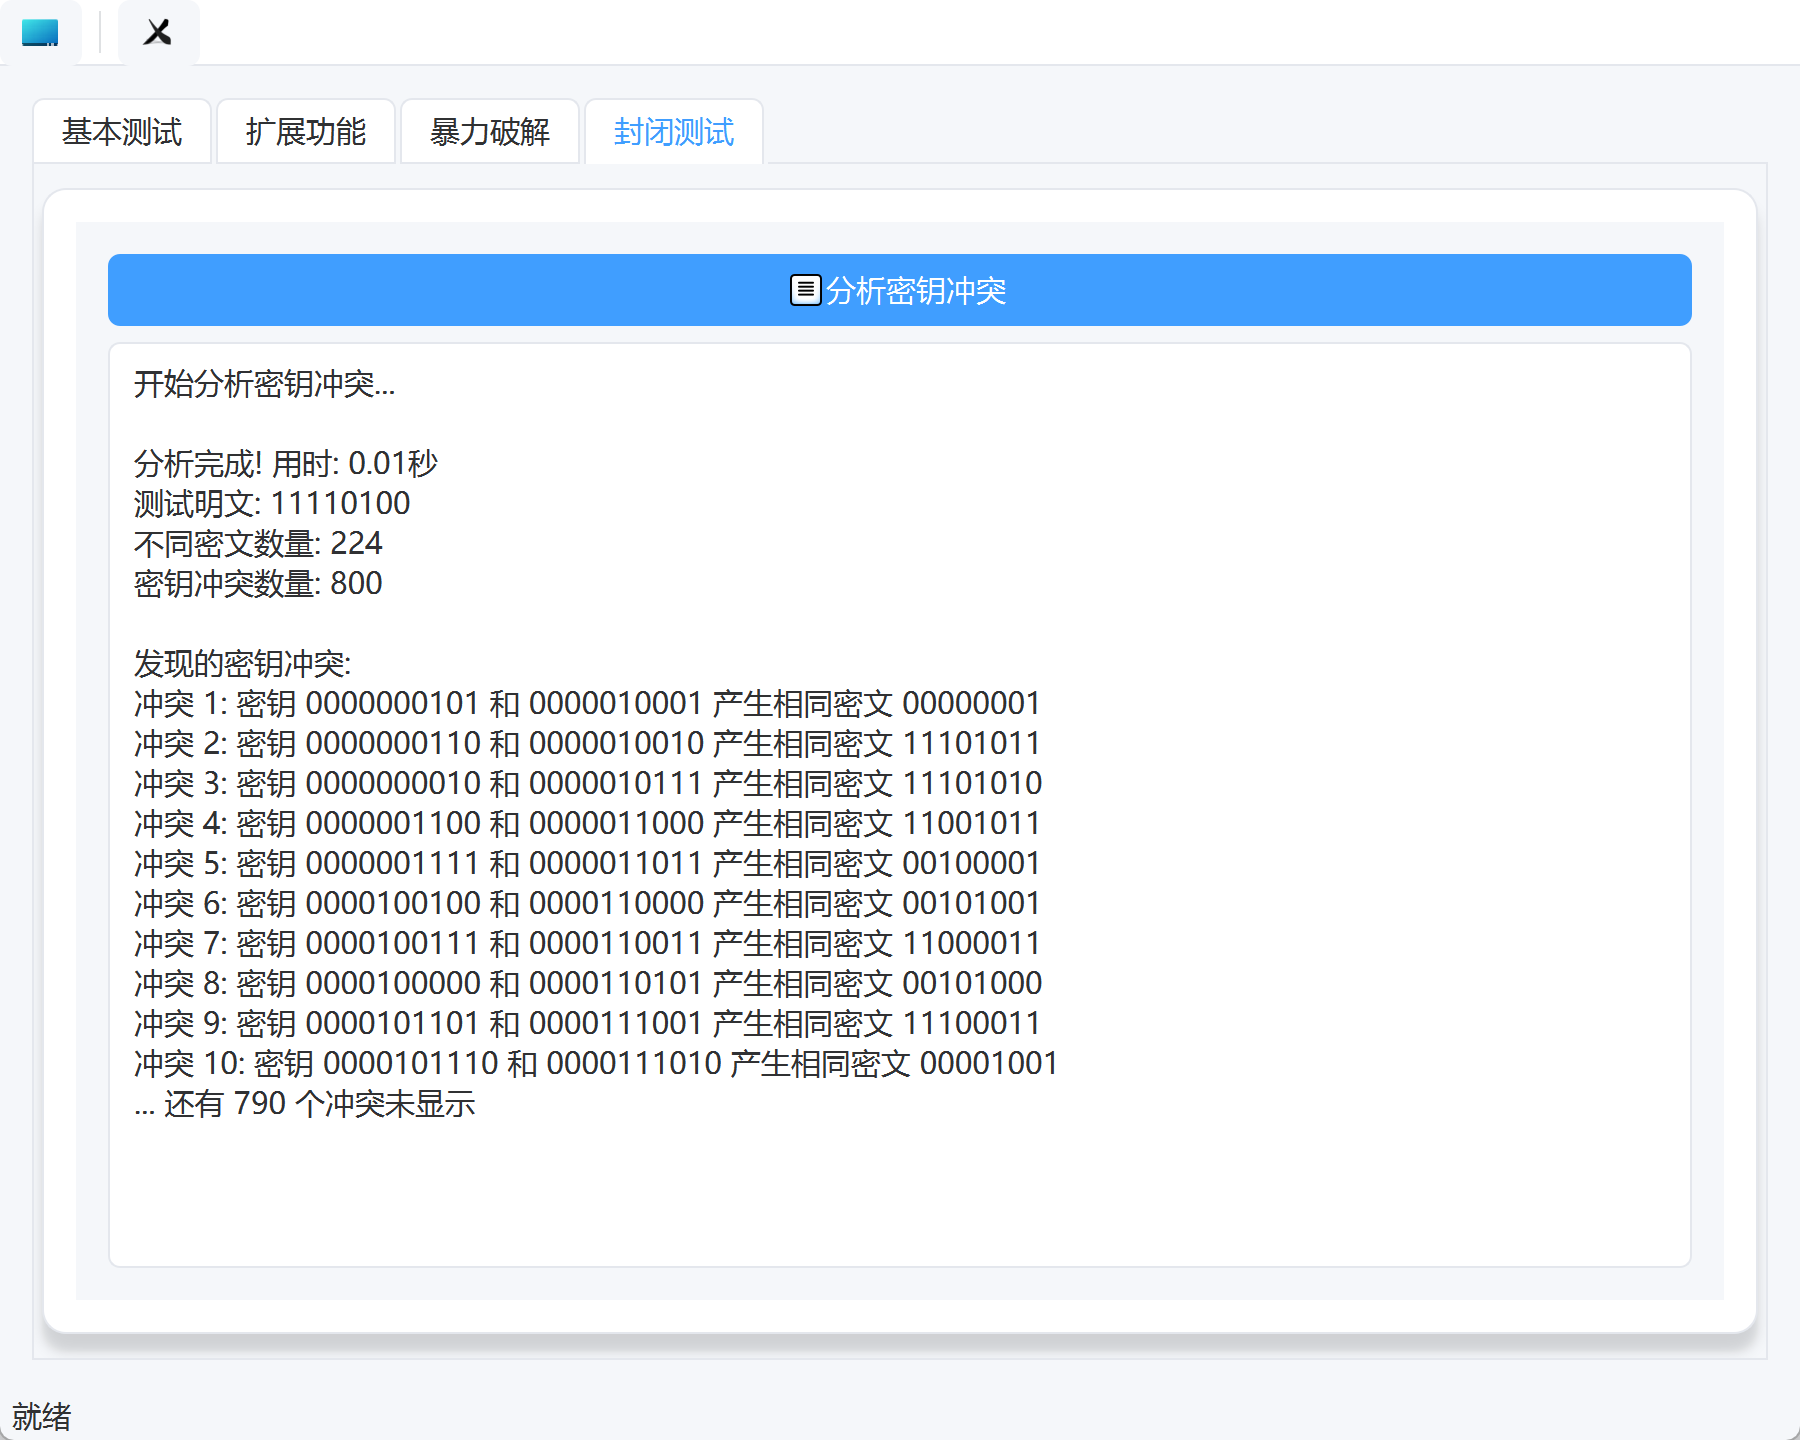 基本测试 扩展功能 暴力破解 封闭测试
分析密钥冲突
开始分析密钥冲突...
分析完成! 用时: 0.01秒
测试明文: 11110100
不同密文数量: 224
密钥冲突数量: 800
发现的密钥冲突:
冲突 1: 密钥 0000000101 和 0000010001 产生相同密文 00000001
冲突 2: 密钥 0000000110 和 0000010010 产生相同密文 11101011
冲突 3: 密钥 0000000010 和 0000010111 产生相同密文 11101010
冲突 4: 密钥 0000001100 和 0000011000 产生相同密文 11001011
冲突 5: 密钥 0000001111 和 0000011011 产生相同密文 00100001
冲突 6: 密钥 0000100100 和 0000110000 产生相同密文 00101001
冲突 7: 密钥 0000100111 和 0000110011 产生相同密文 11000011
冲突 8: 密钥 0000100000 和 0000110101 产生相同密文 00101000
冲突 9: 密钥 0000101101 和 0000111001 产生相同密文 11100011
冲突 10: 密钥 0000101110 和 0000111010 产生相同密文 00001001
... 还有 790 个冲突未显示
就绪